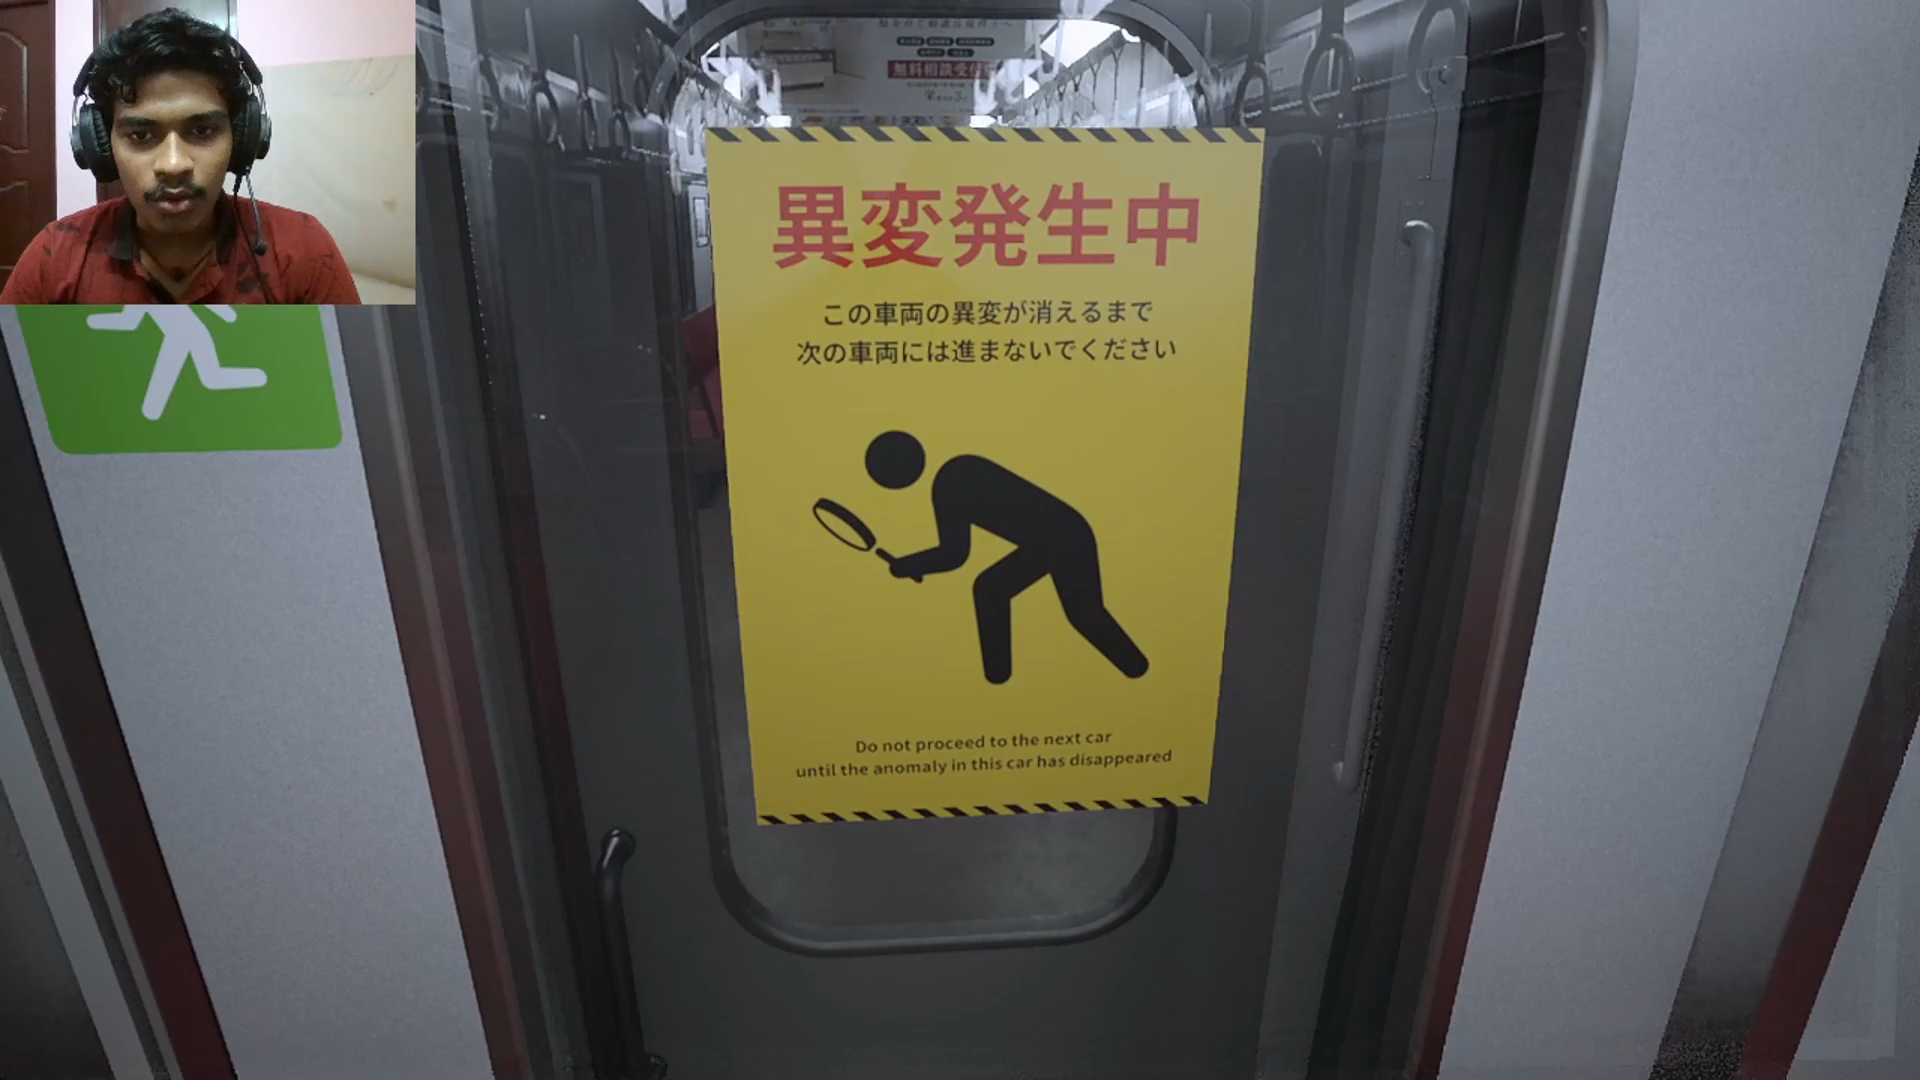 無料相談受付
異変発生中
この車両の異変が消えるまで
次の車両には進まないでください
Do not proceed to the next car
until the anomaly in this car has disappeared